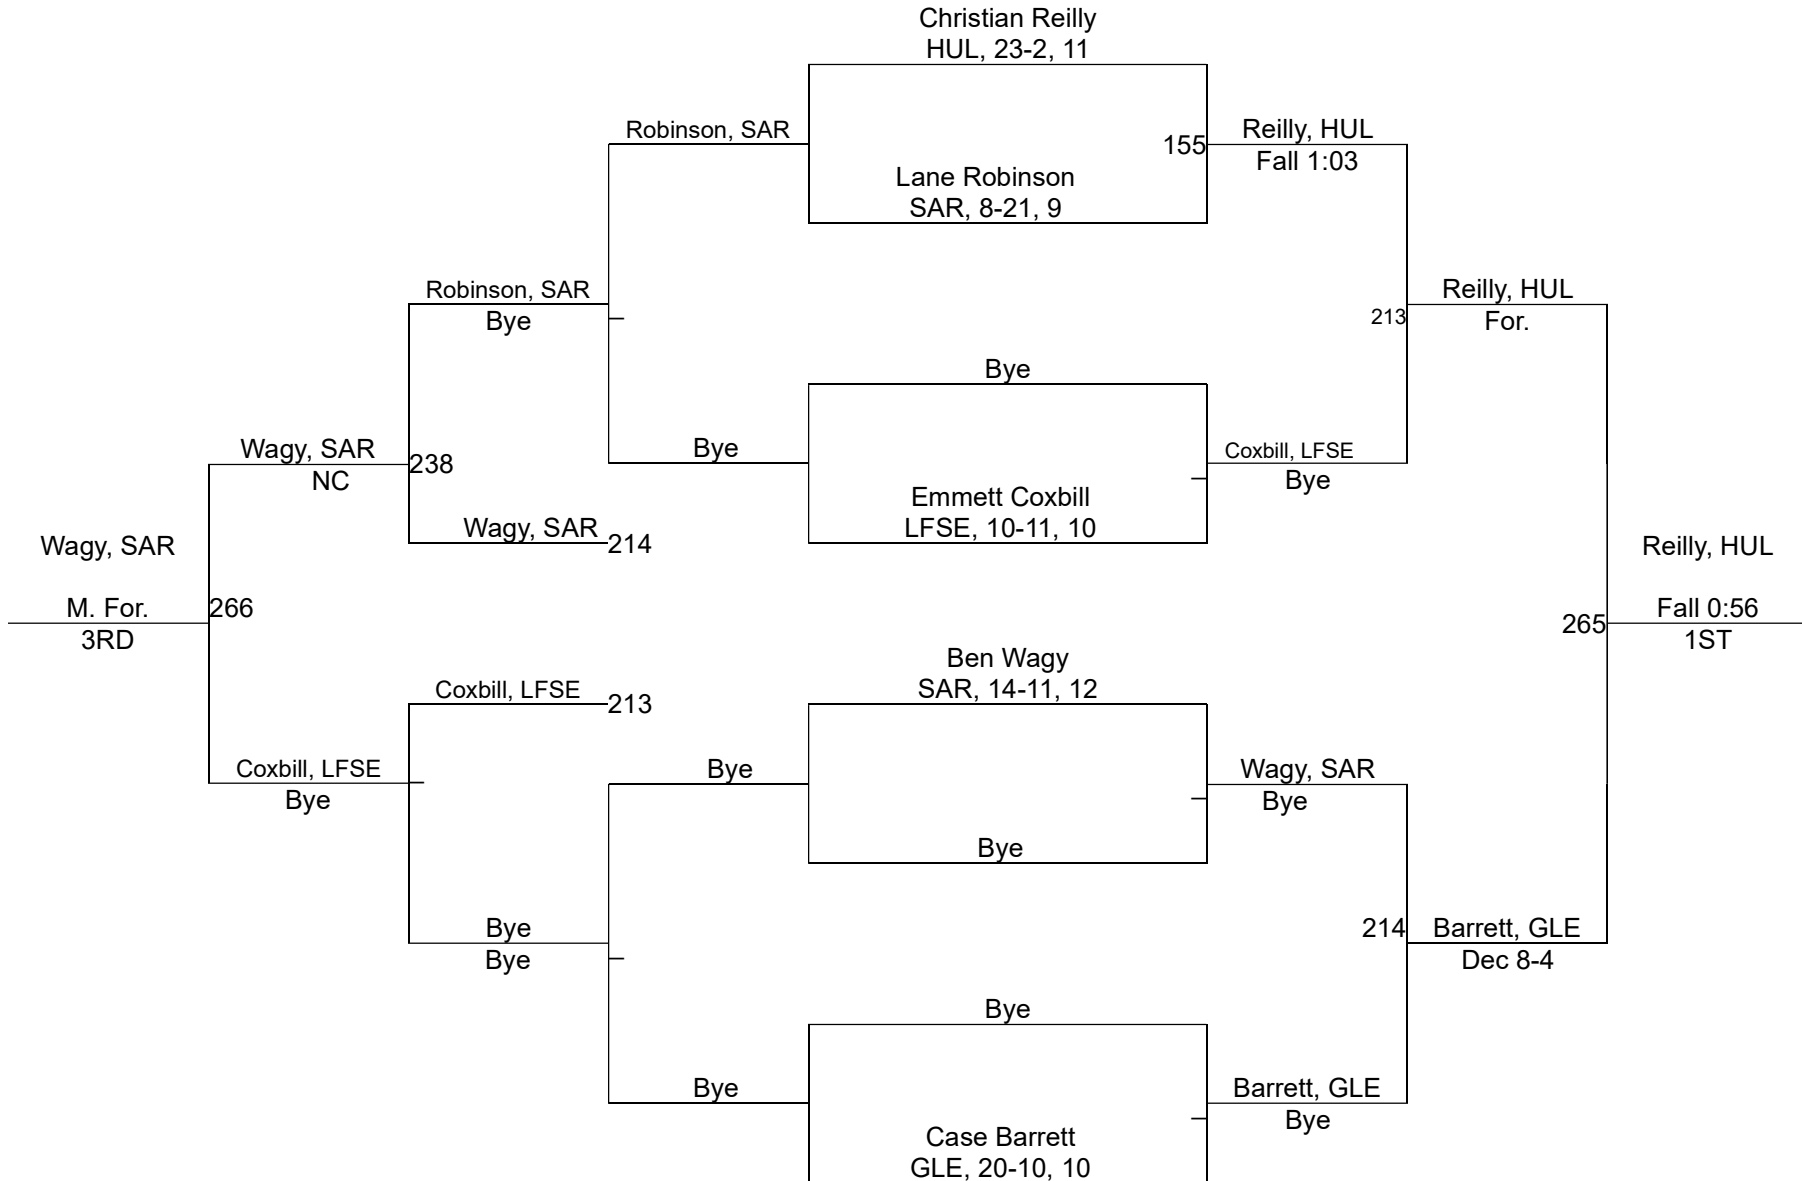 Christian Reilly
HUL, 23-2, 11
Robinson, SAR
155
Reilly, HUL
Fall 1:03
Lane Robinson
SAR, 8-21, 9
Robinson, SAR
Bye
Reilly, HUL
For.
213
Bye
Wagy, SAR
NC
238
Bye
Coxbill, LFSE
Bye
Emmett Coxbill
LFSE, 10-11, 10
Wagy, SAR
214
Wagy, SAR
M. For.
3RD
266
Reilly, HUL
Fall 0:56
1ST
265
Ben Wagy
SAR, 14-11, 12
Coxbill, LFSE
213
Coxbill, LFSE
Bye
Bye
Wagy, SAR
Bye
Bye
Bye
Bye
214
Barrett, GLE
Dec 8-4
Bye
Bye
Barrett, GLE
Bye
Case Barrett
GLE, 20-10, 10